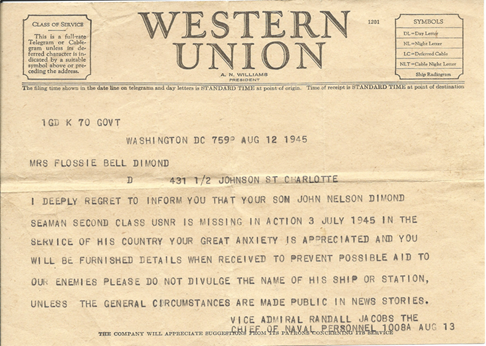 CLASS OF SERVICE
This is a full-rate
Telegram or Cablegram
unless its deferred
character is
indicated by a suitable
symbol above or preceding
the address.
WESTERN
UNION
1201
A. N. WILLIAMS
PRESIDENT
SYMBOLS
DL=Day Letter
NL=Night Letter
LC=Deferred Cable
NLT=Cable Night Letter
Ship Radiogram
The filing time shown in the date line on telegrams and day letters is STANDARD TIME at point of origin. Time of receipt is STANDARD TIME at point of destination
1GD K 70 GOVT
WASHINGTON DC 759P AUG 12 1945
MRS FLOSSIE BELL DIMOND
D 431 1/2 JOHNSON ST CHARLOTTE
I DEEPLY REGRET TO INFORM YOU THAT YOUR SON JOHN NELSON DIMOND
SEAMAN SECOND CLASS USNR IS MISSING IN ACTION 3 JULY 1945 IN THE
SERVICE OF HIS COUNTRY YOUR GREAT ANXIETY IS APPRECIATED AND YOU
WILL BE FURNISHED DETAILS WHEN RECEIVED TO PREVENT POSSIBLE AID TO
OUR ENEMIES PLEASE DO NOT DIVULGE THE NAME OF HIS SHIP OR STATION,
UNLESS THE GENERAL CIRCUMSTANCES ARE MADE PUBLIC IN NEWS STORIES.
VICE ADMIRAL RANDALL JACOBS THE
CHIEF OF NAVAL PERSONNEL 1008A AUG 13
THE COMPANY WILL APPRECIATE SUGGESTIONS FROM ITS PATRONS CONCERNING ITS SERVICE